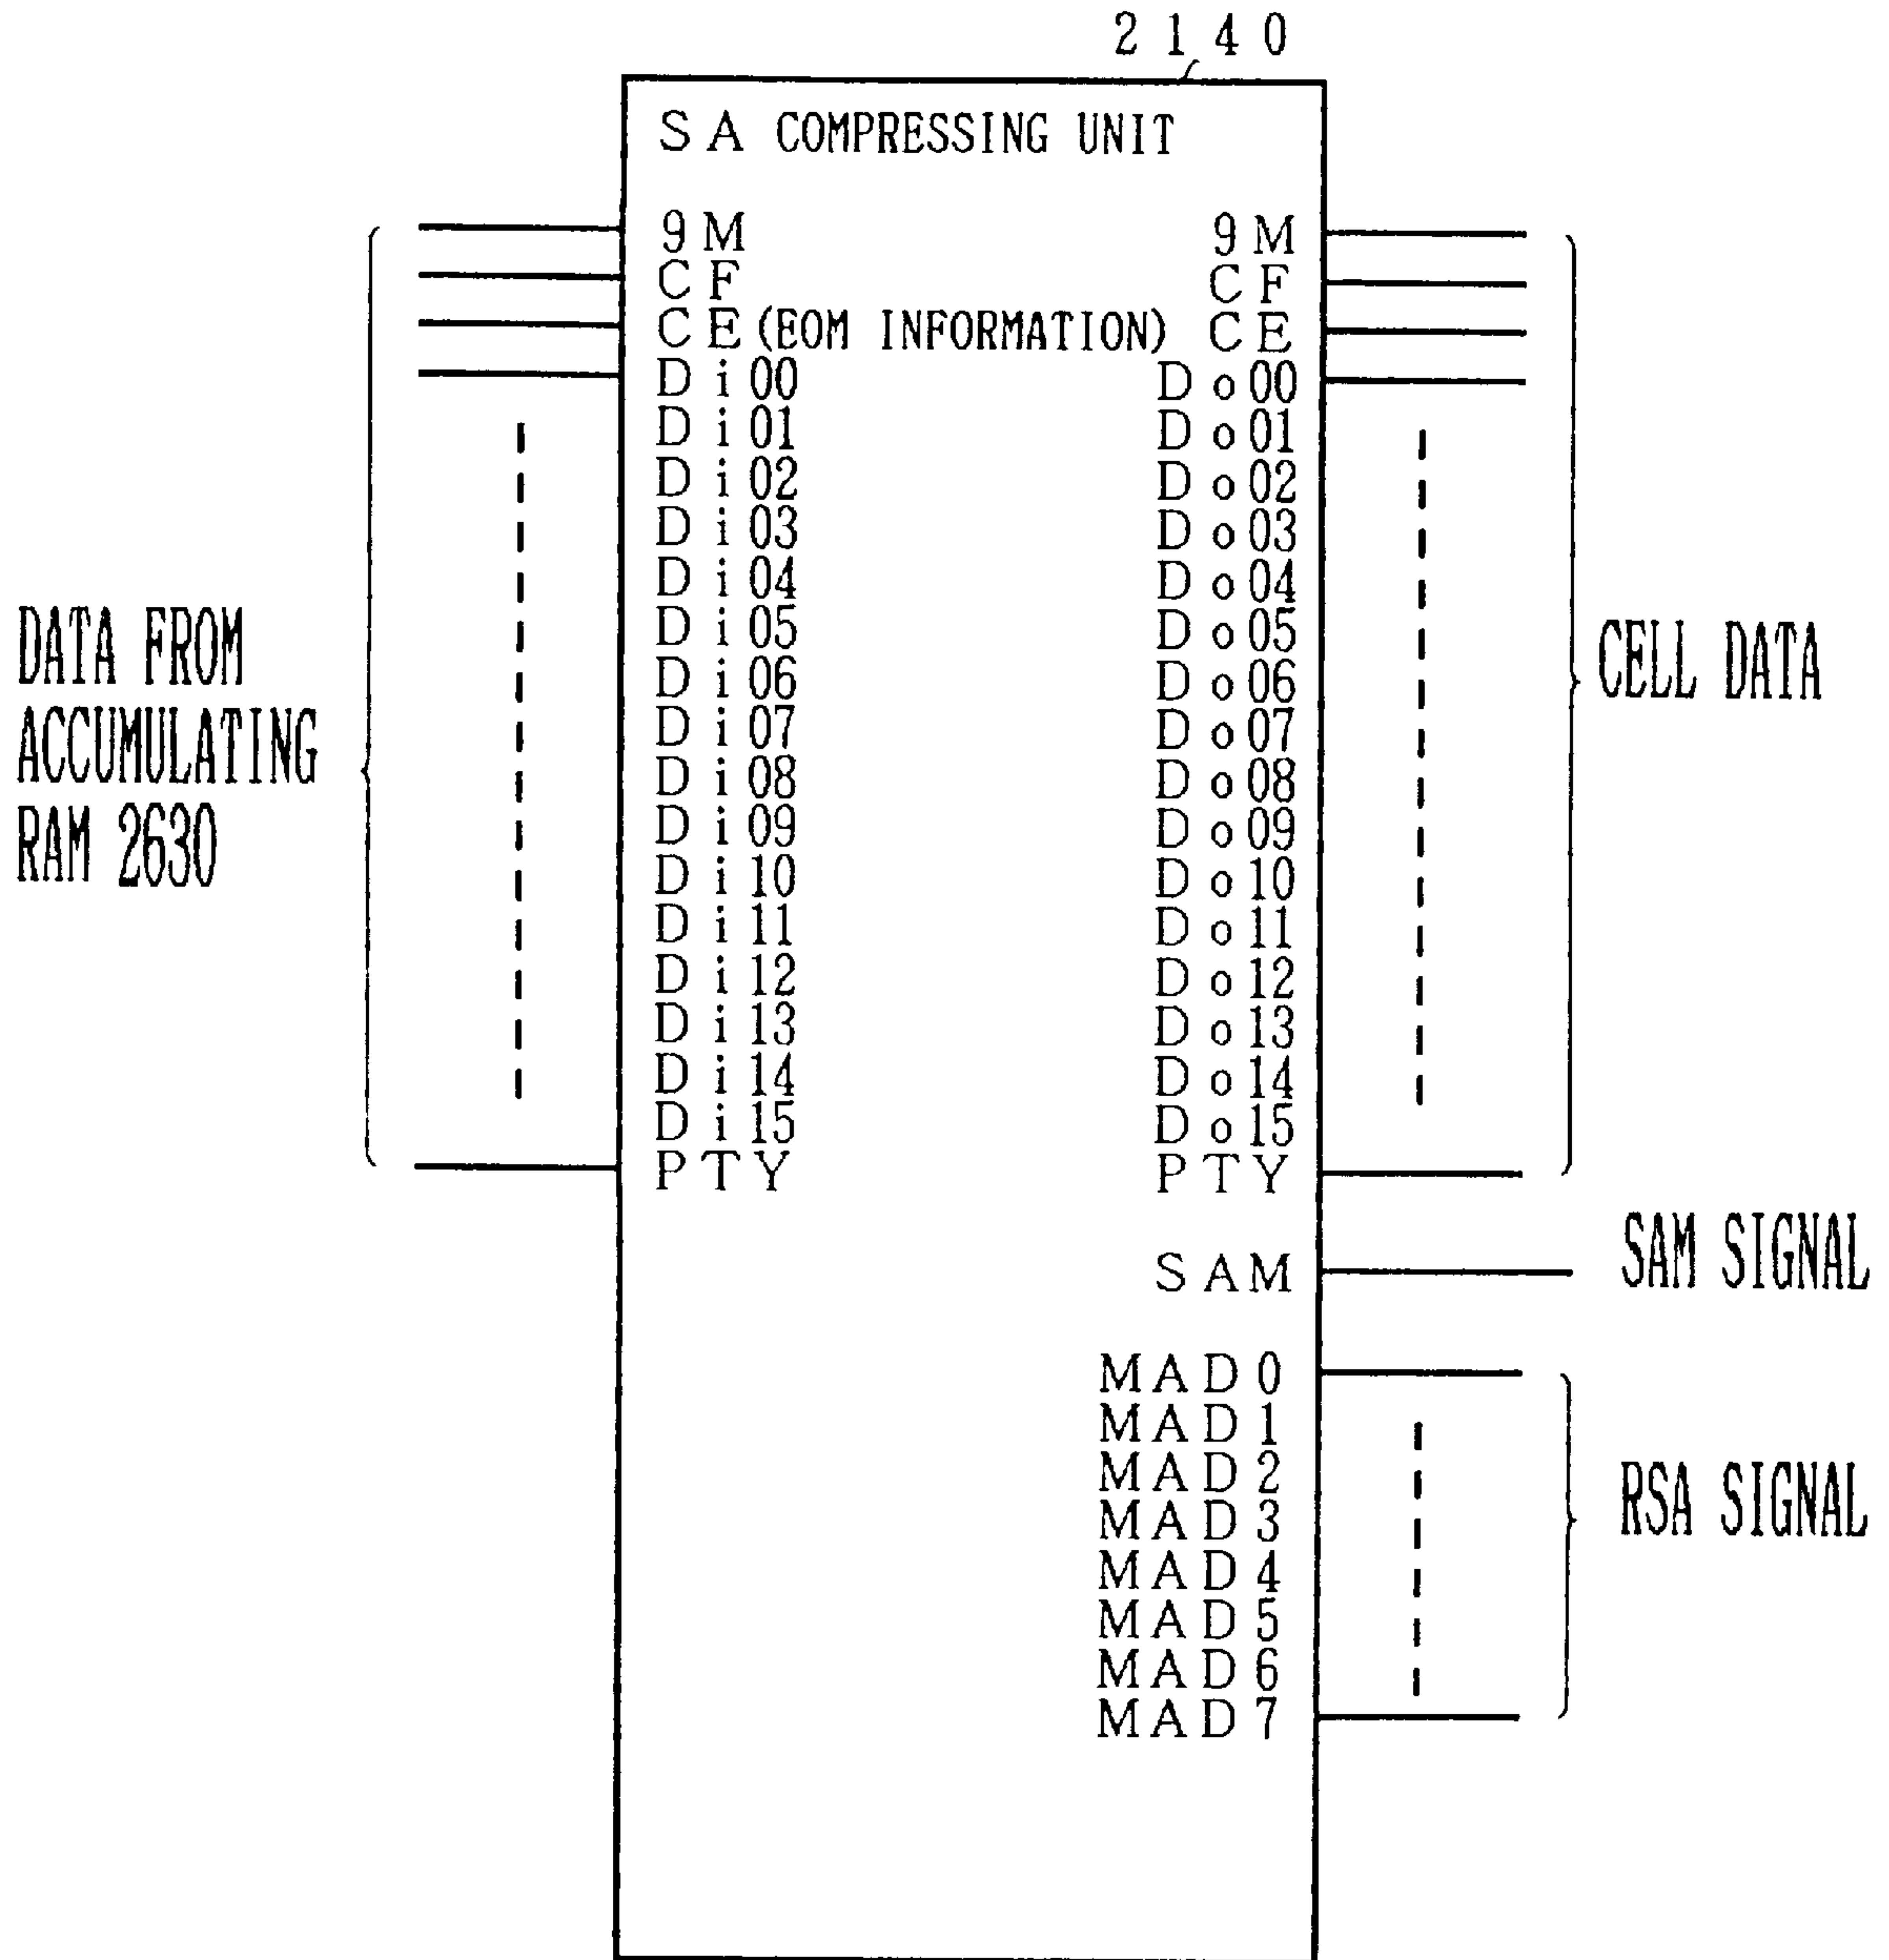 2140
SA COMPRESSING UNIT
9M 9M
CF CF
CE (EOM INFORMATION) CE
Di00 Do00
Di01 Do01
Di02 Do02
Di03 Do03
Di04 Do04
Di05 Do05
Di06 Do06
Di07 Do07
Di08 Do08
Di09 Do09
Di10 Do10
Di11 Do11
Di12 Do12
Di13 Do13
Di14 Do14
Di15 Do15
PTY PTY
SAM
MAD0
MAD1
MAD2
MAD3
MAD4
MAD5
MAD6
MAD7
DATA FROM
ACCUMULATING
RAM 2630
CELL DATA
SAM SIGNAL
RSA SIGNAL